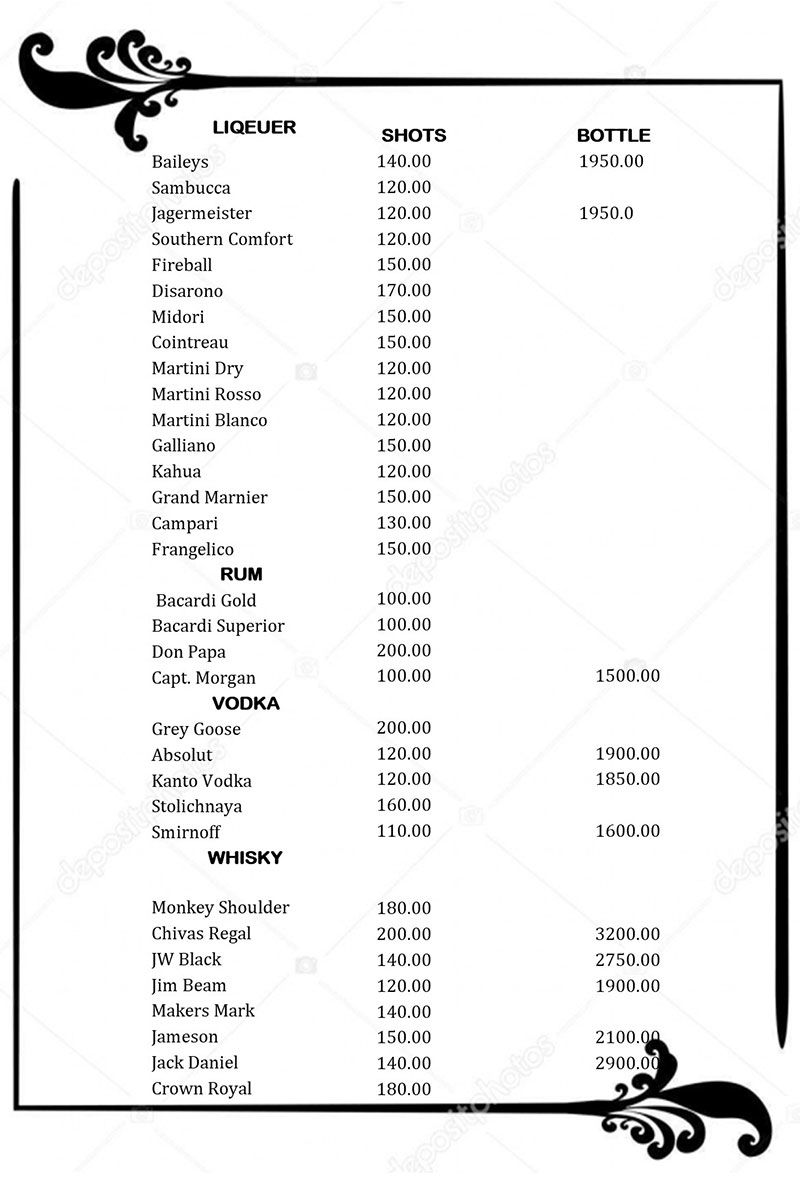 LIQEUER SHOTS BOTTLE
Baileys 140.00 1950.00
Sambucca 120.00
Jagermeister 120.00 1950.0
Southern Comfort 120.00
Fireball 150.00
Disarono 170.00
Midori 150.00
Cointreau 150.00
Martini Dry 120.00
Martini Rosso 120.00
Martini Blanco 120.00
Galliano 150.00
Kahua 120.00
Grand Marnier 150.00
Campari 130.00
Frangelico 150.00
RUM
Bacardi Gold 100.00
Bacardi Superior 100.00
Don Papa 200.00
Capt. Morgan 100.00 1500.00
VODKA
Grey Goose 200.00
Absolut 120.00 1900.00
Kanto Vodka 120.00 1850.00
Stolichnaya 160.00
Smirnoff 110.00 1600.00
WHISKY
Monkey Shoulder 180.00
Chivas Regal 200.00 3200.00
JW Black 140.00 2750.00
Jim Beam 120.00 1900.00
Makers Mark 140.00
Jameson 150.00 2100.00
Jack Daniel 140.00 2900.00
Crown Royal 180.00
depositphotos
depositphotos
depositphotos
depositphotos
depositphotos
depositphotos